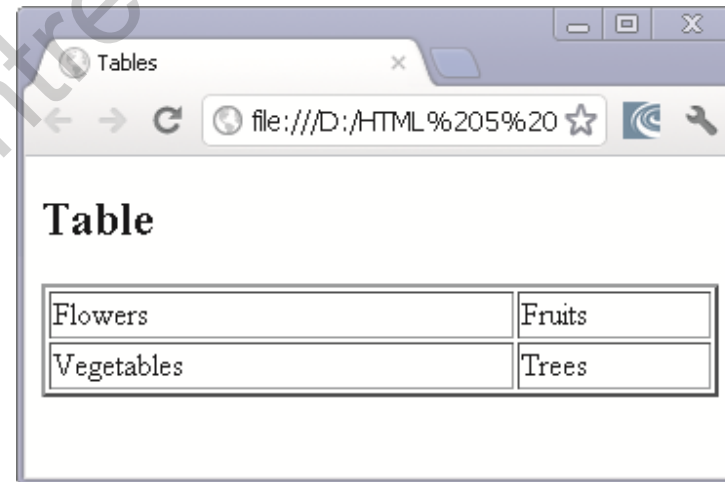 Tables
file:///D:/HTML%205%20
Table
Flowers Fruits
Vegetables Trees